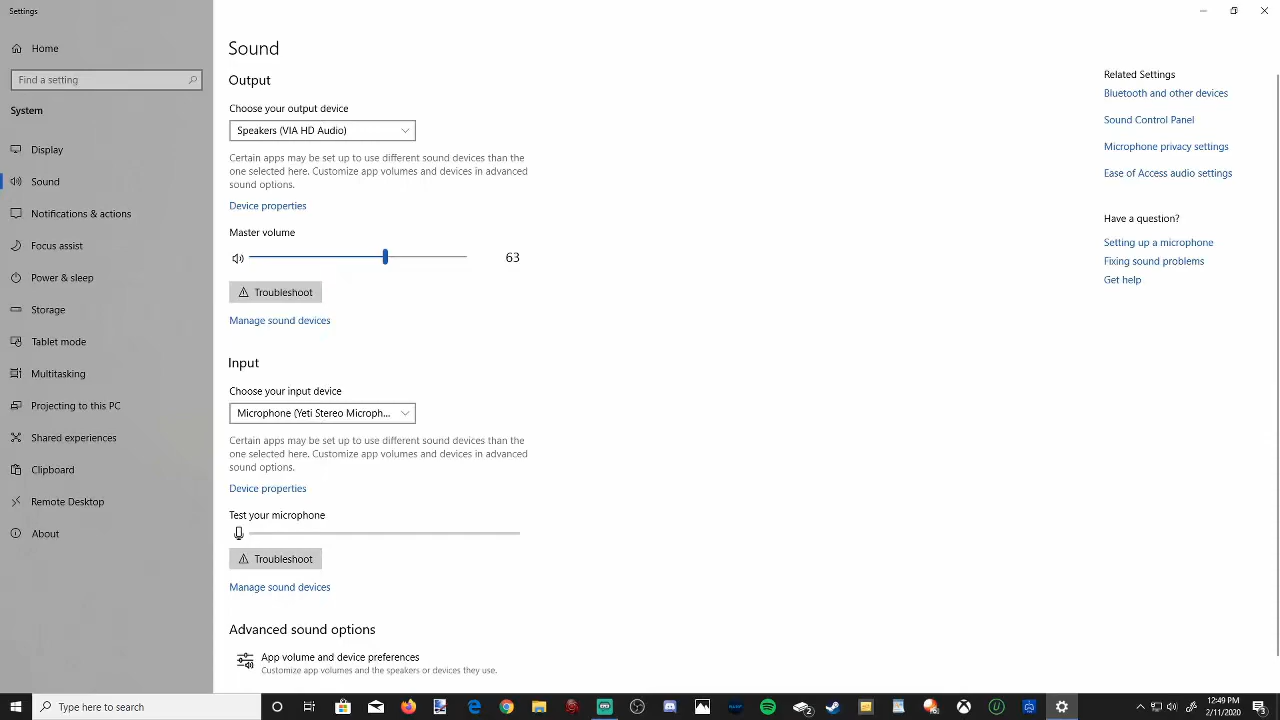 Settings
Home
Find a setting
System
Display
Sound
Notifications & actions
Focus assist
Power & sleep
Storage
Tablet mode
Multitasking
Projecting to this PC
Shared experiences
Clipboard
Remote Desktop
About
Sound
Output
Choose your output device
Speakers (VIA HD Audio)
Certain apps may be set up to use different sound devices than the
one selected here. Customize app volumes and devices in advanced
sound options.
Device properties
Master volume
63
Troubleshoot
Manage sound devices
Input
Choose your input device
Microphone (Yeti Stereo Microph...
Certain apps may be set up to use different sound devices than the
one selected here. Customize app volumes and devices in advanced
sound options.
Device properties
Test your microphone
Troubleshoot
Manage sound devices
Advanced sound options
App volume and device preferences
Customize app volumes and the speakers or devices they use.
Related Settings
Bluetooth and other devices
Sound Control Panel
Microphone privacy settings
Ease of Access audio settings
Have a question?
Setting up a microphone
Fixing sound problems
Get help
Type here to search
12:49 PM
2/11/2020